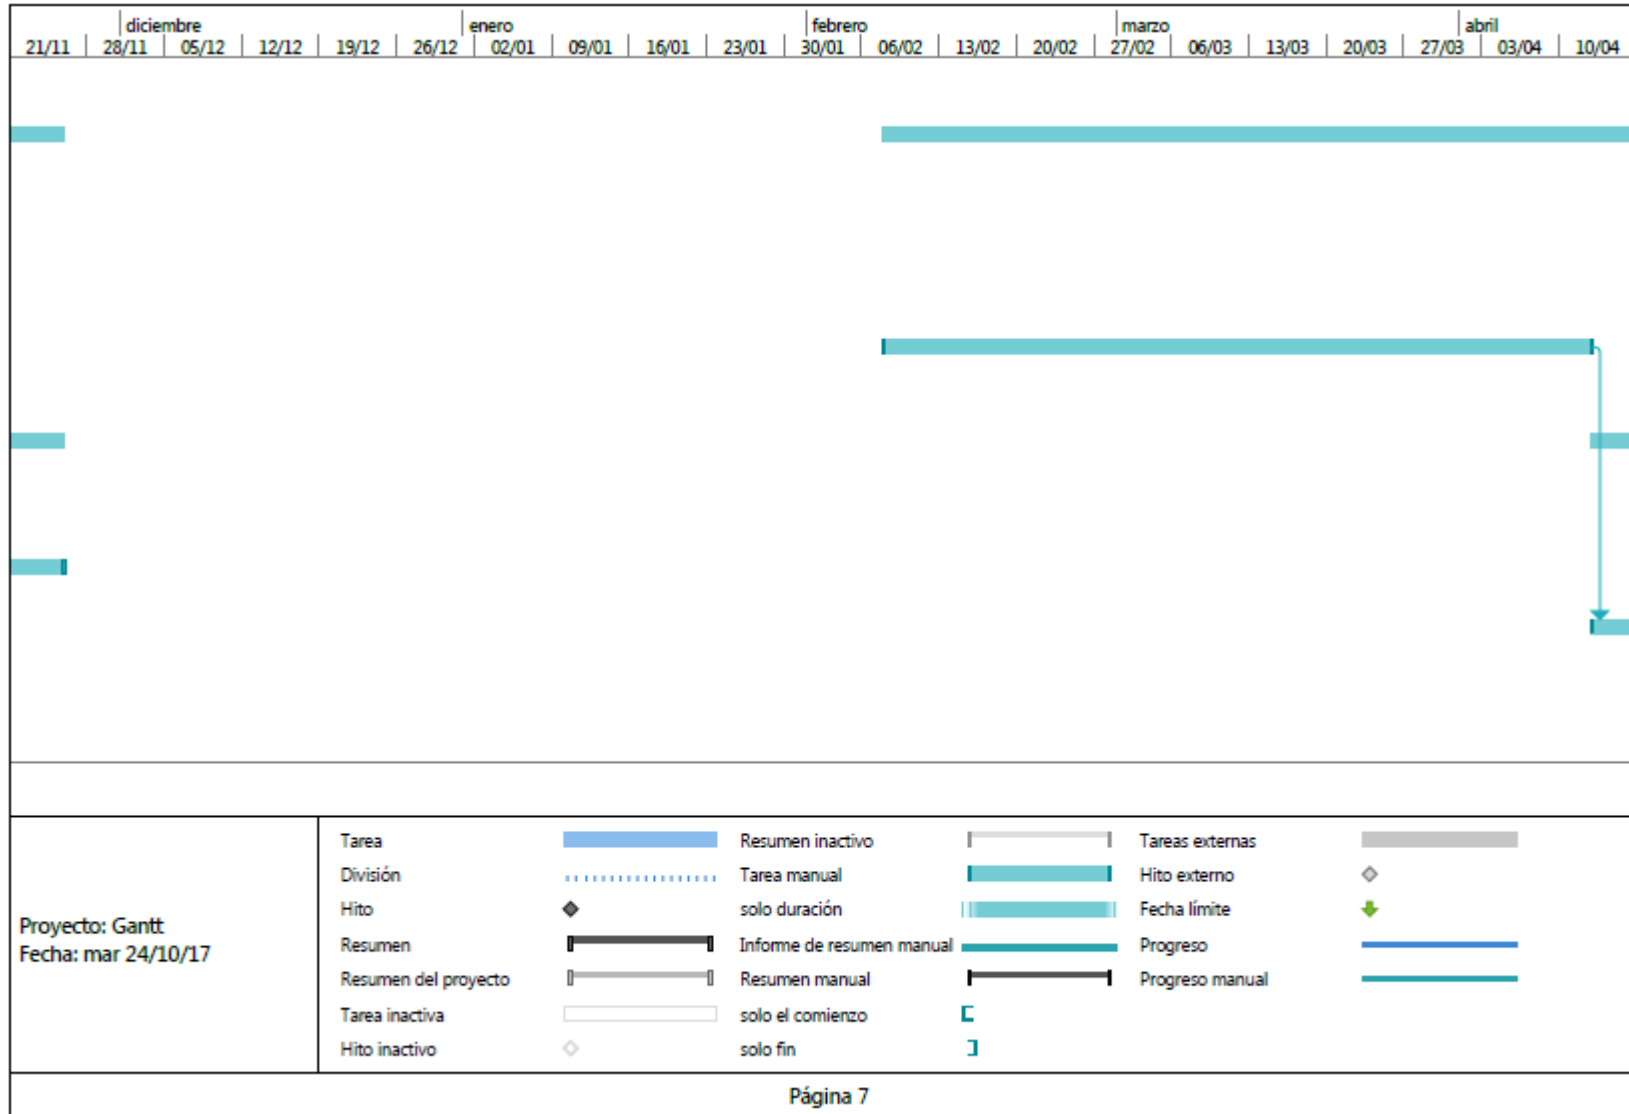 diciembre enero febrero marzo abril
21/11 28/11 05/12 12/12 19/12 26/12 02/01 09/01 16/01 23/01 30/01 06/02 13/02 20/02 27/02 06/03 13/03 20/03 27/03 03/04 10/04
Proyecto: Gantt
Fecha: mar 24/10/17
Tarea
División
Hito
Resumen
Resumen del proyecto
Tarea inactiva
Hito inactivo
Resumen inactivo
Tarea manual
solo duración
Informe de resumen manual
Resumen manual
solo el comienzo
solo fin
Tareas externas
Hito externo
Fecha límite
Progreso
Progreso manual
Página 7